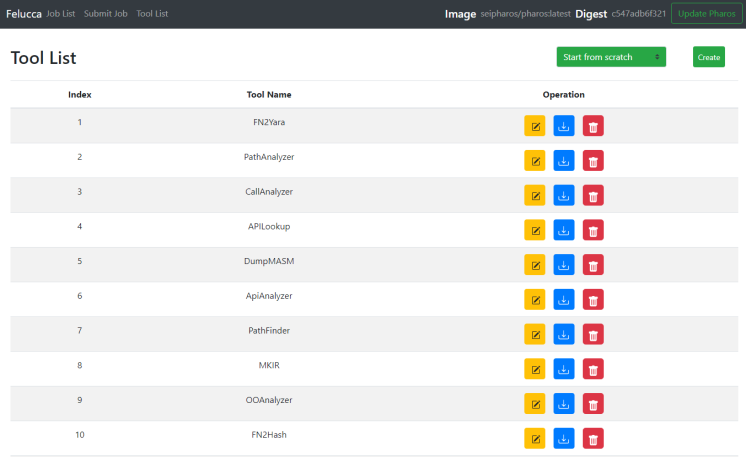 Felucca Job List Submit Job Tool List Image seipharos/pharos:latest Digest c547adb6f321 Update Pharos
Tool List Start from scratch Create
Index Tool Name Operation
1 FN2Yara
2 PathAnalyzer
3 CallAnalyzer
4 APILookup
5 DumpMASM
6 ApiAnalyzer
7 PathFinder
8 MKIR
9 OOAnalyzer
10 FN2Hash